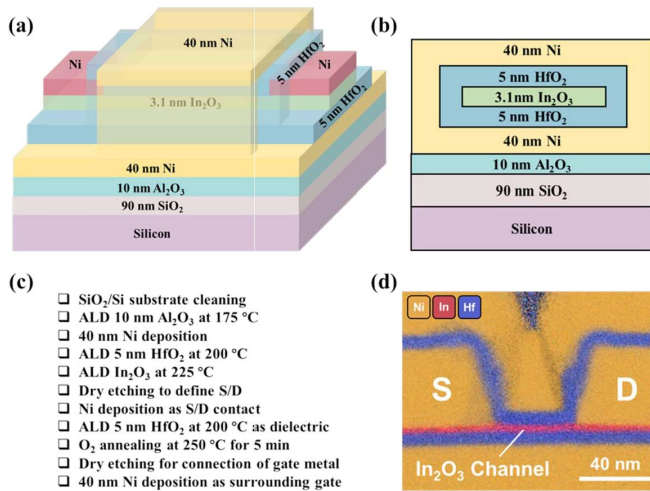 (a)
40 nm Ni
Ni
Ni
5 nm HfO₂
3.1 nm In₂O₃
5 nm HfO₂
40 nm Ni
10 nm Al₂O₃
90 nm SiO₂
Silicon
(b)
40 nm Ni
5 nm HfO₂
3.1nm In₂O₃
5 nm HfO₂
40 nm Ni
10 nm Al₂O₃
90 nm SiO₂
Silicon
(c)
❑ SiO₂/Si substrate cleaning
❑ ALD 10 nm Al₂O₃ at 175 °C
❑ 40 nm Ni deposition
❑ ALD 5 nm HfO₂ at 200 °C
❑ ALD In₂O₃ at 225 °C
❑ Dry etching to define S/D
❑ Ni deposition as S/D contact
❑ ALD 5 nm HfO₂ at 200 °C as dielectric
❑ O₂ annealing at 250 °C for 5 min
❑ Dry etching for connection of gate metal
❑ 40 nm Ni deposition as surrounding gate
(d)
Ni In Hf
S D
In₂O₃ Channel
40 nm